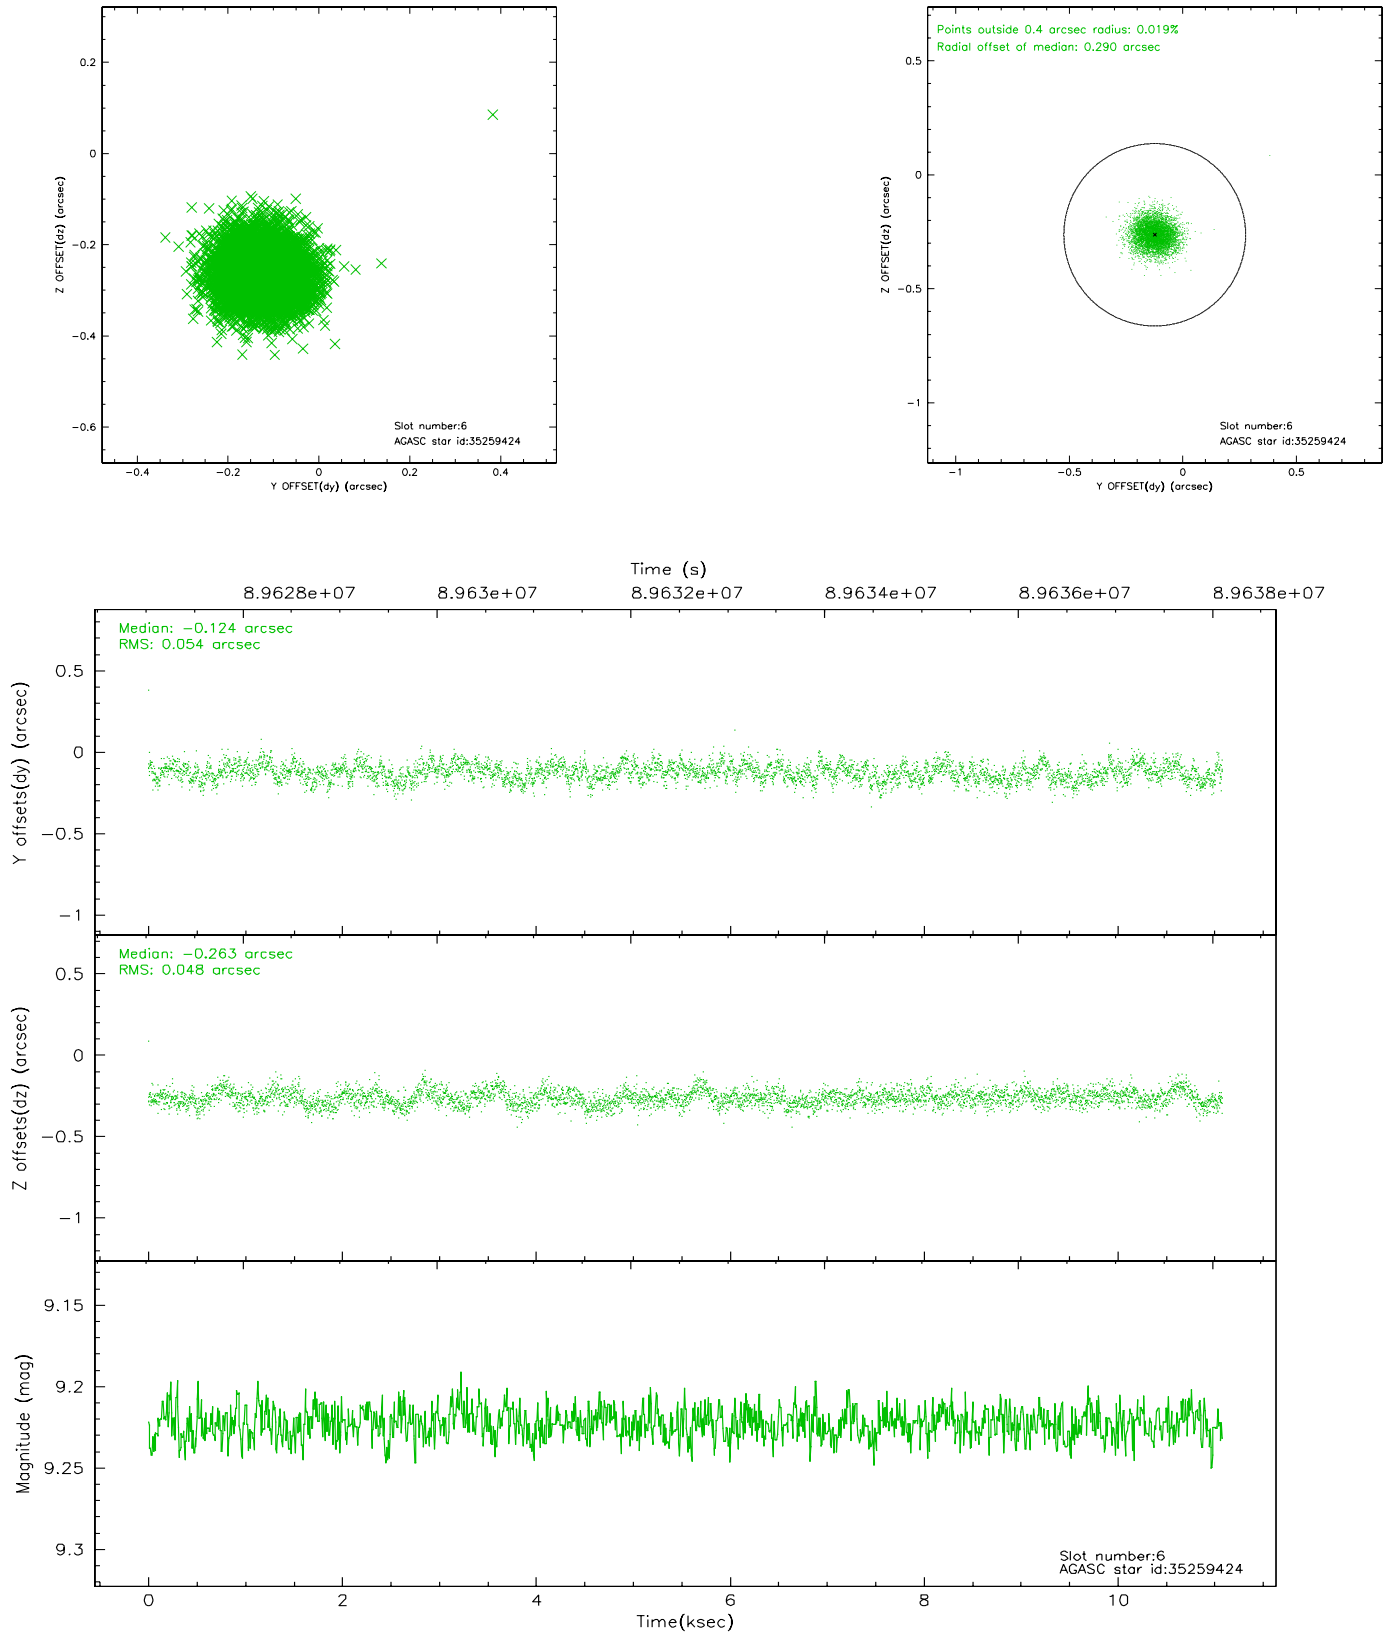 0.2
0
-0.2
-0.4
-0.6
Z OFFSET(dz) (arcsec)
-0.4 -0.2 0 0.2 0.4
Y OFFSET(dy) (arcsec)
Slot number:6
AGASC star id:35259424
Points outside 0.4 arcsec radius: 0.019%
Radial offset of median: 0.290 arcsec
0.5
0
-0.5
-1
Z OFFSET(dz) (arcsec)
-1 -0.5 0 0.5
Y OFFSET(dy) (arcsec)
Slot number:6
AGASC star id:35259424
Time (s)
8.9628e+07 8.963e+07 8.9632e+07 8.9634e+07 8.9636e+07 8.9638e+07
Median: -0.124 arcsec
RMS: 0.054 arcsec
0.5
0
-0.5
-1
Y offsets(dy) (arcsec)
Median: -0.263 arcsec
RMS: 0.048 arcsec
0.5
0
-0.5
-1
Z offsets(dz) (arcsec)
9.15
9.2
9.25
9.3
Magnitude (mag)
Slot number:6
AGASC star id:35259424
0 2 4 6 8 10
Time(ksec)